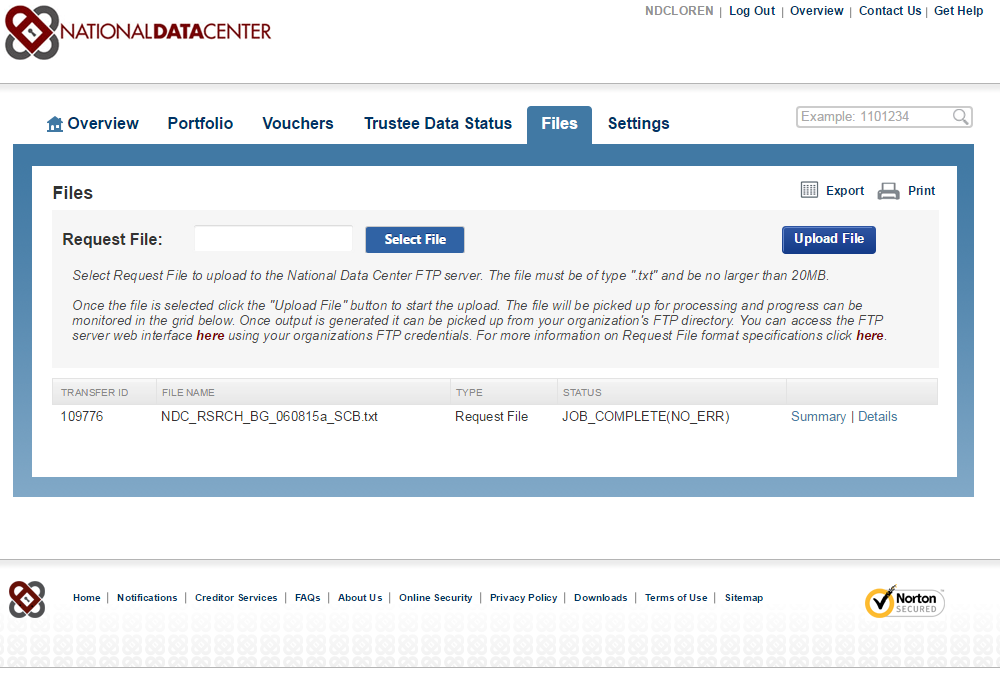 NDCLOREN | Log Out | Overview | Contact Us | Get Help
NATIONALDATACENTER
Overview Portfolio Vouchers Trustee Data Status Files Settings Example: 1101234
Files Export Print
Request File: Select File Upload File
Select Request File to upload to the National Data Center FTP server. The file must be of type ".txt" and be no larger than 20MB.
Once the file is selected click the "Upload File" button to start the upload. The file will be picked up for processing and progress can be
monitored in the grid below. Once output is generated it can be picked up from your organization's FTP directory. You can access the FTP
server web interface here using your organizations FTP credentials. For more information on Request File format specifications click here.
TRANSFER ID FILE NAME TYPE STATUS
109776 NDC_RSRCH_BG_060815a_SCB.txt Request File JOB_COMPLETE(NO_ERR) Summary | Details
Home | Notifications | Creditor Services | FAQs | About Us | Online Security | Privacy Policy | Downloads | Terms of Use | Sitemap
Norton
SECURED